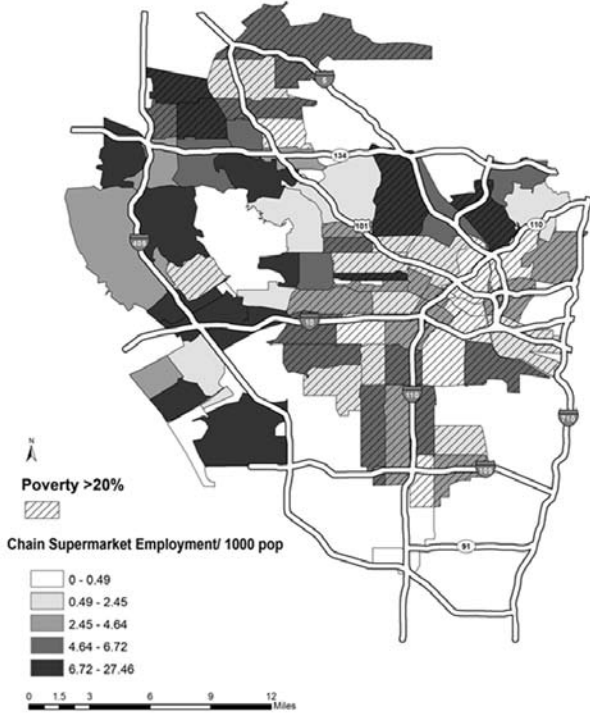 5
134
101
110
405
10
110
710
105
91
N
Poverty >20%
Chain Supermarket Employment/ 1000 pop
0 - 0.49
0.49 - 2.45
2.45 - 4.64
4.64 - 6.72
6.72 - 27.46
0 1.5 3 6 9 12
Miles